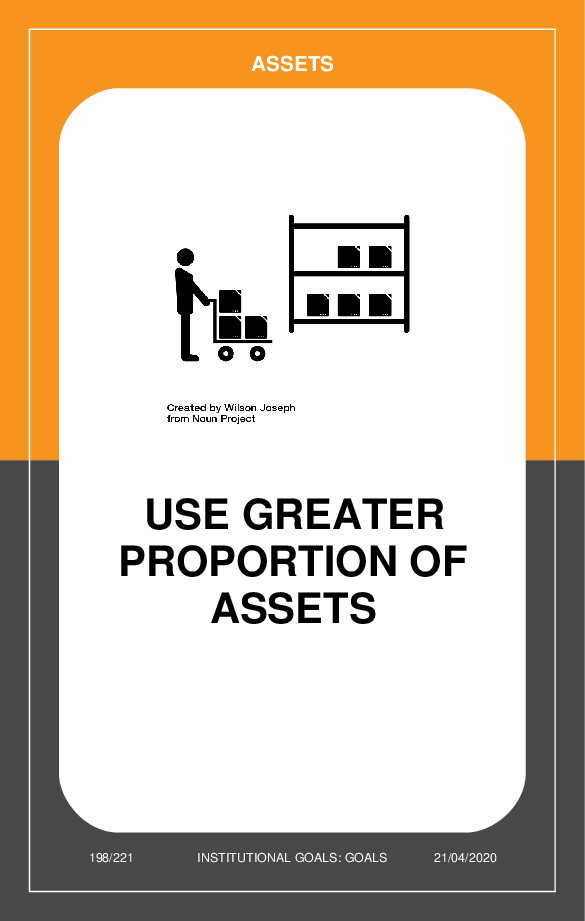 ASSETS
Created by Wilson Joseph
from Noun Project
USE GREATER
PROPORTION OF
ASSETS
198/221 INSTITUTIONAL GOALS: GOALS 21/04/2020